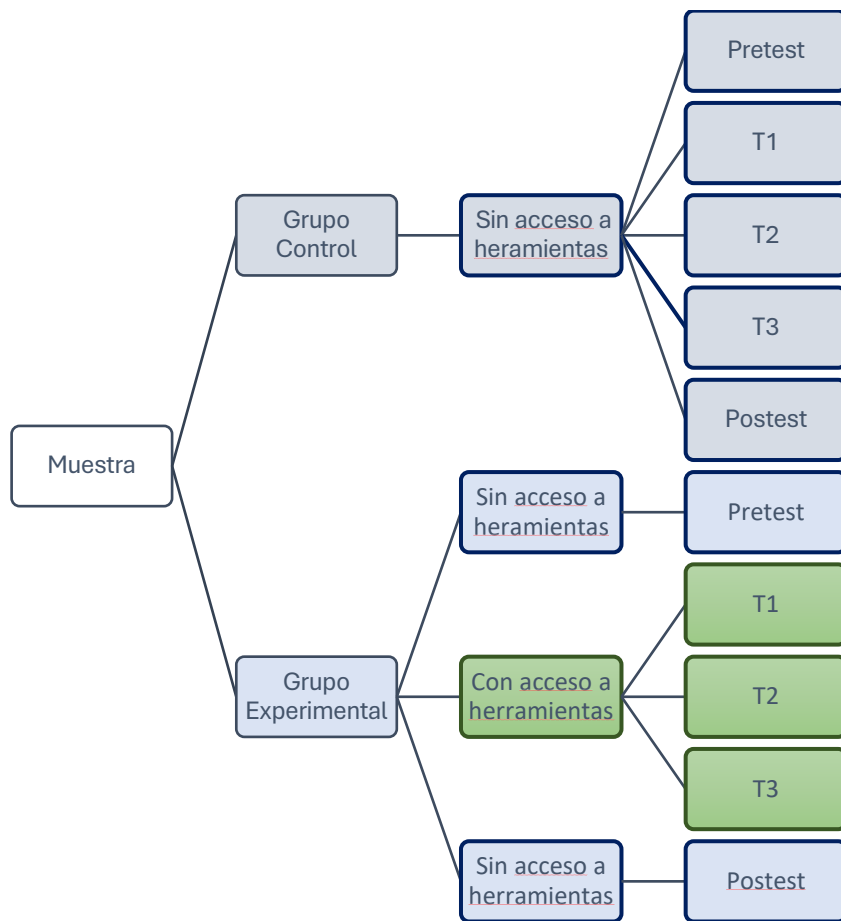 Pretest
T1
Grupo
Control
Sin acceso a
heramientas
T2
T3
Postest
Muestra
Sin acceso a
heramientas
Pretest
T1
Grupo
Experimental
Con acceso a
herramientas
T2
T3
Sin acceso a
herramientas
Postest